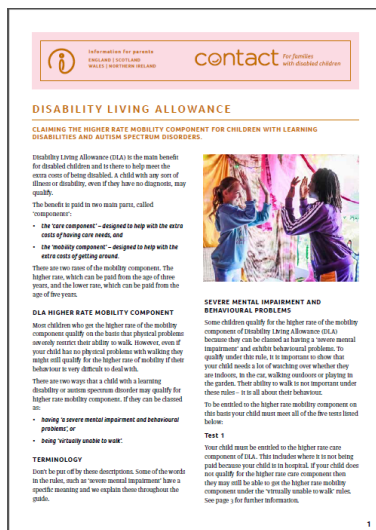 Information for parents
ENGLAND | SCOTLAND
WALES | NORTHERN IRELAND
contact
For families
with disabled children
DISABILITY LIVING ALLOWANCE
CLAIMING THE HIGHER RATE MOBILITY COMPONENT FOR CHILDREN WITH LEARNING
DISABILITIES AND AUTISM SPECTRUM DISORDERS.
Disability Living Allowance (DLA) is the main benefit
for disabled children and is there to help meet the
extra costs of being disabled. A child with any sort of
illness or disability, even if they have no diagnosis, may
qualify.
The benefit is paid in two main parts, called
'components':
• the 'care component' – designed to help with the extra
costs of having care needs, and
• the 'mobility component' – designed to help with the
extra costs of getting around.
There are two rates of the mobility component. The
higher rate, which can be paid from the age of three
years, and the lower rate, which can be paid from the
age of five years.
DLA HIGHER RATE MOBILITY COMPONENT
Most children who get the higher rate of the mobility
component qualify on the basis that physical problems
severely restrict their ability to walk. However, even if
your child has no physical problems with walking they
might still qualify for the higher rate of mobility if their
behaviour is very difficult to deal with.
There are two ways that a child with a learning
disability or autism spectrum disorder may qualify for
higher rate mobility component. If they can be classed
as:
• having 'a severe mental impairment and behavioural
problems', or
• being 'virtually unable to walk'.
TERMINOLOGY
Don't be put off by these descriptions. Some of the words
in the rules, such as 'severe mental impairment' have a
specific meaning and we explain these throughout the
guide.
SEVERE MENTAL IMPAIRMENT AND
BEHAVIOURAL PROBLEMS
Some children qualify for the higher rate of the mobility
component of Disability Living Allowance (DLA)
because they can be classed as having a 'severe mental
impairment' and exhibit behavioural problems. To
qualify under this rule, it is important to show that
your child needs a lot of watching over whether they
are indoors, in the car, walking outdoors or playing in
the garden. Their ability to walk is not important under
these rules – it is all about their behaviour.
To be entitled to the higher rate mobility component on
this basis your child must meet all of the five tests listed
below:
Test 1
Your child must be entitled to the higher rate care
component of DLA. This includes where it is not being
paid because your child is in hospital. If your child does
not qualify for the higher rate care component then
they may still be able to get the higher rate mobility
component under the 'virtually unable to walk' rules.
See page 3 for further information.
1